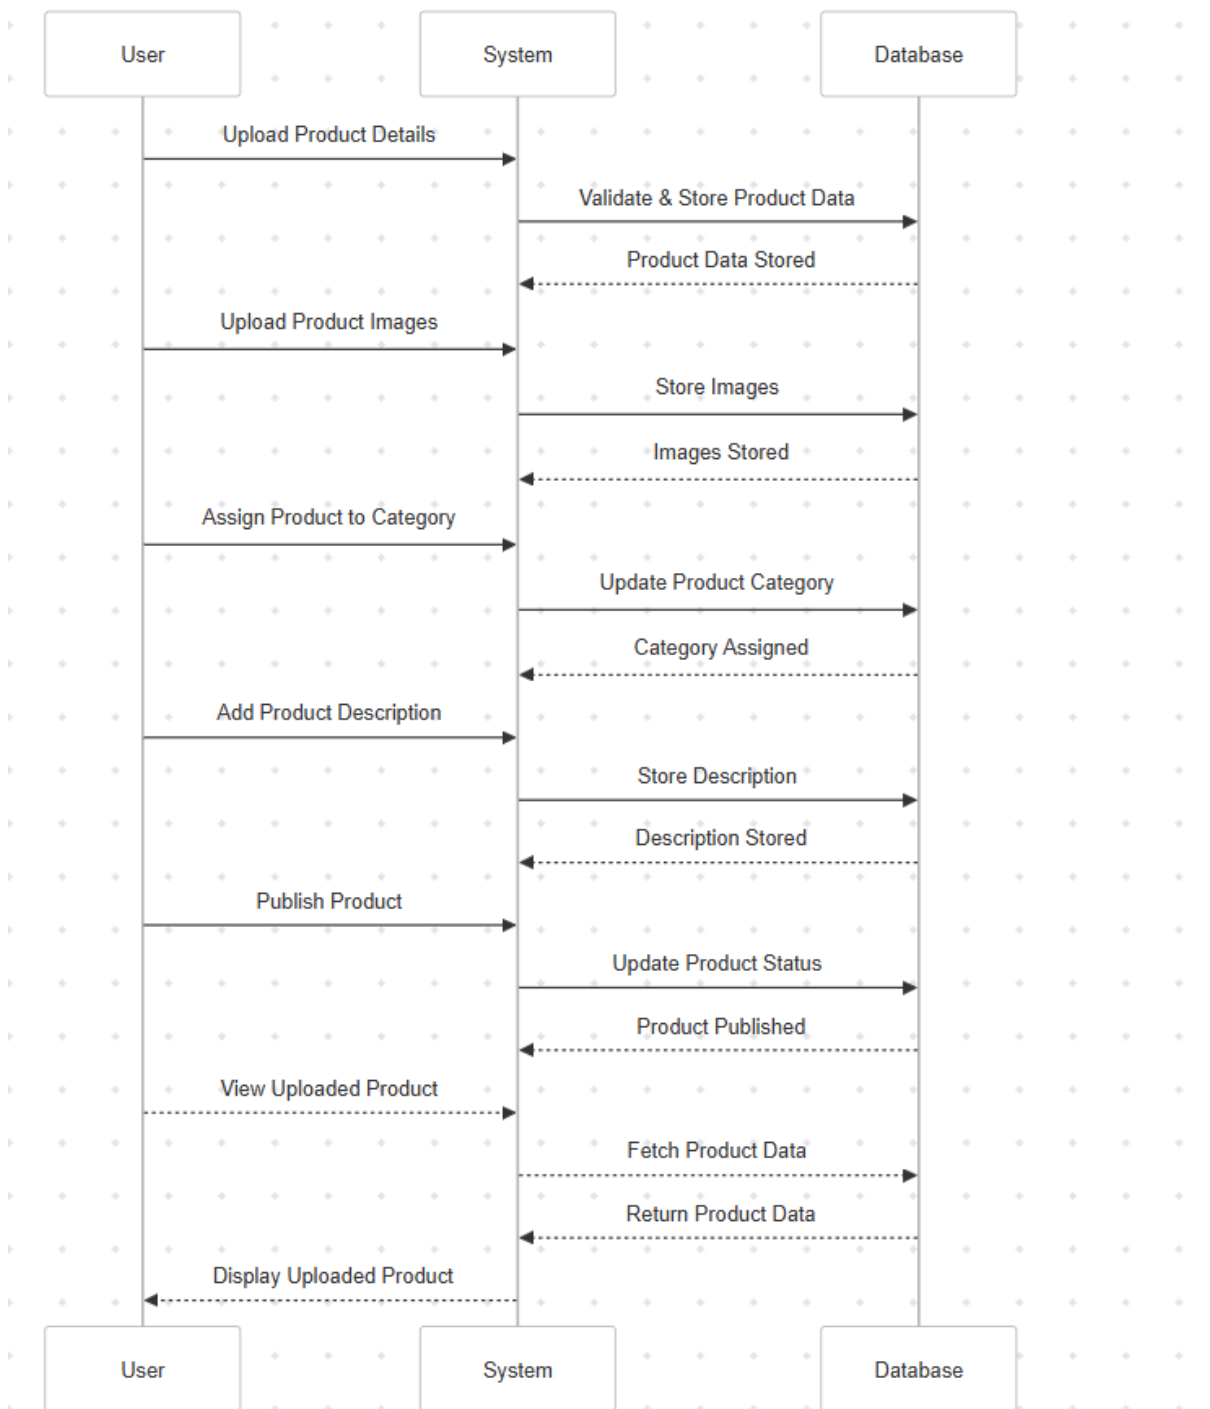 User
System
Database
Upload Product Details
Validate & Store Product Data
Product Data Stored
Upload Product Images
Store Images
Images Stored
Assign Product to Category
Update Product Category
Category Assigned
Add Product Description
Store Description
Description Stored
Publish Product
Update Product Status
Product Published
View Uploaded Product
Fetch Product Data
Return Product Data
Display Uploaded Product
User
System
Database